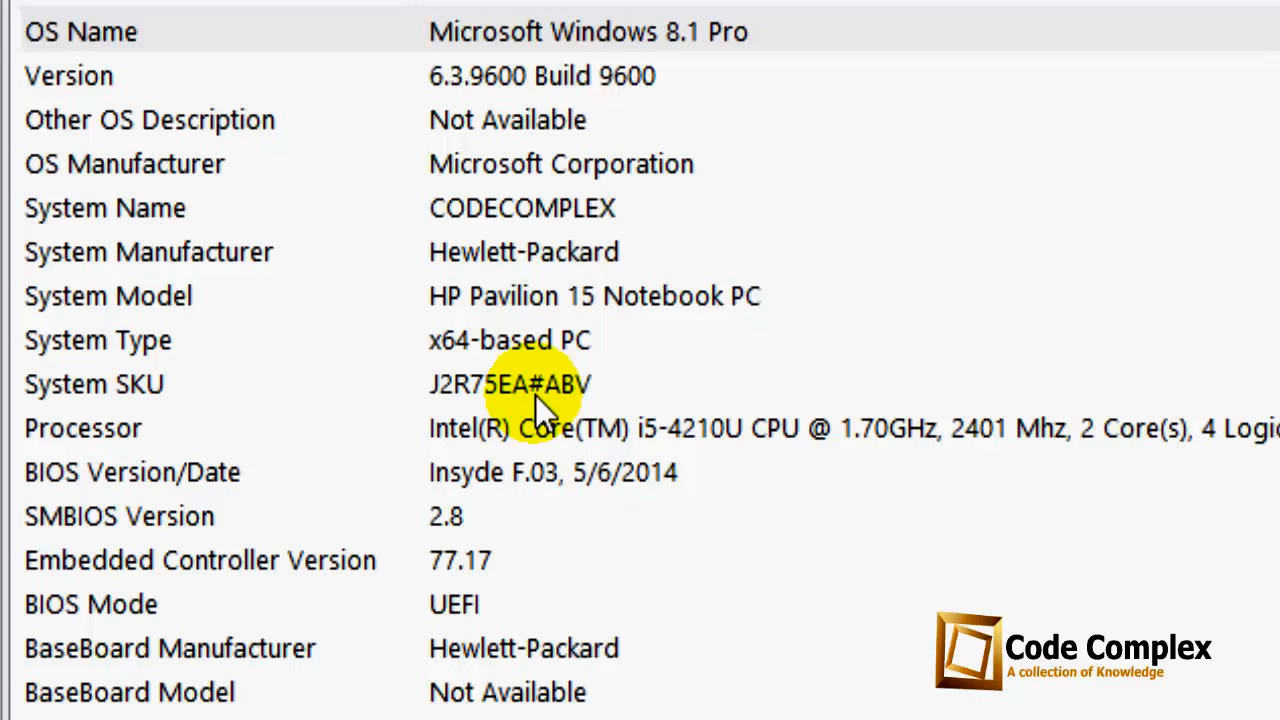 OS Name Microsoft Windows 8.1 Pro
Version 6.3.9600 Build 9600
Other OS Description Not Available
OS Manufacturer Microsoft Corporation
System Name CODECOMPLEX
System Manufacturer Hewlett-Packard
System Model HP Pavilion 15 Notebook PC
System Type x64-based PC
System SKU J2R75EA#ABV
Processor Intel(R) Core(TM) i5-4210U CPU @ 1.70GHz, 2401 Mhz, 2 Core(s), 4 Logic
BIOS Version/Date Insyde F.03, 5/6/2014
SMBIOS Version 2.8
Embedded Controller Version 77.17
BIOS Mode UEFI
BaseBoard Manufacturer Hewlett-Packard
BaseBoard Model Not Available
Code Complex
A collection of Knowledge